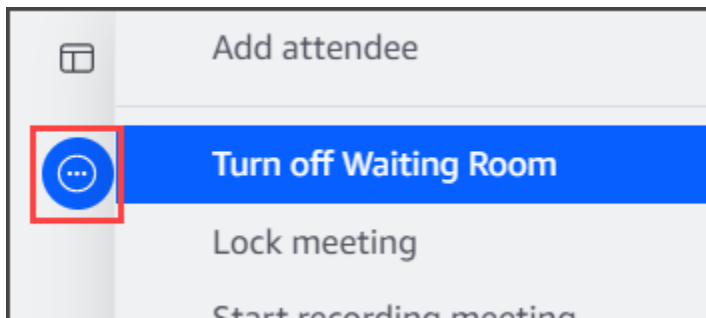 Add attendee
Turn off Waiting Room
Lock meeting
Start recording meeting